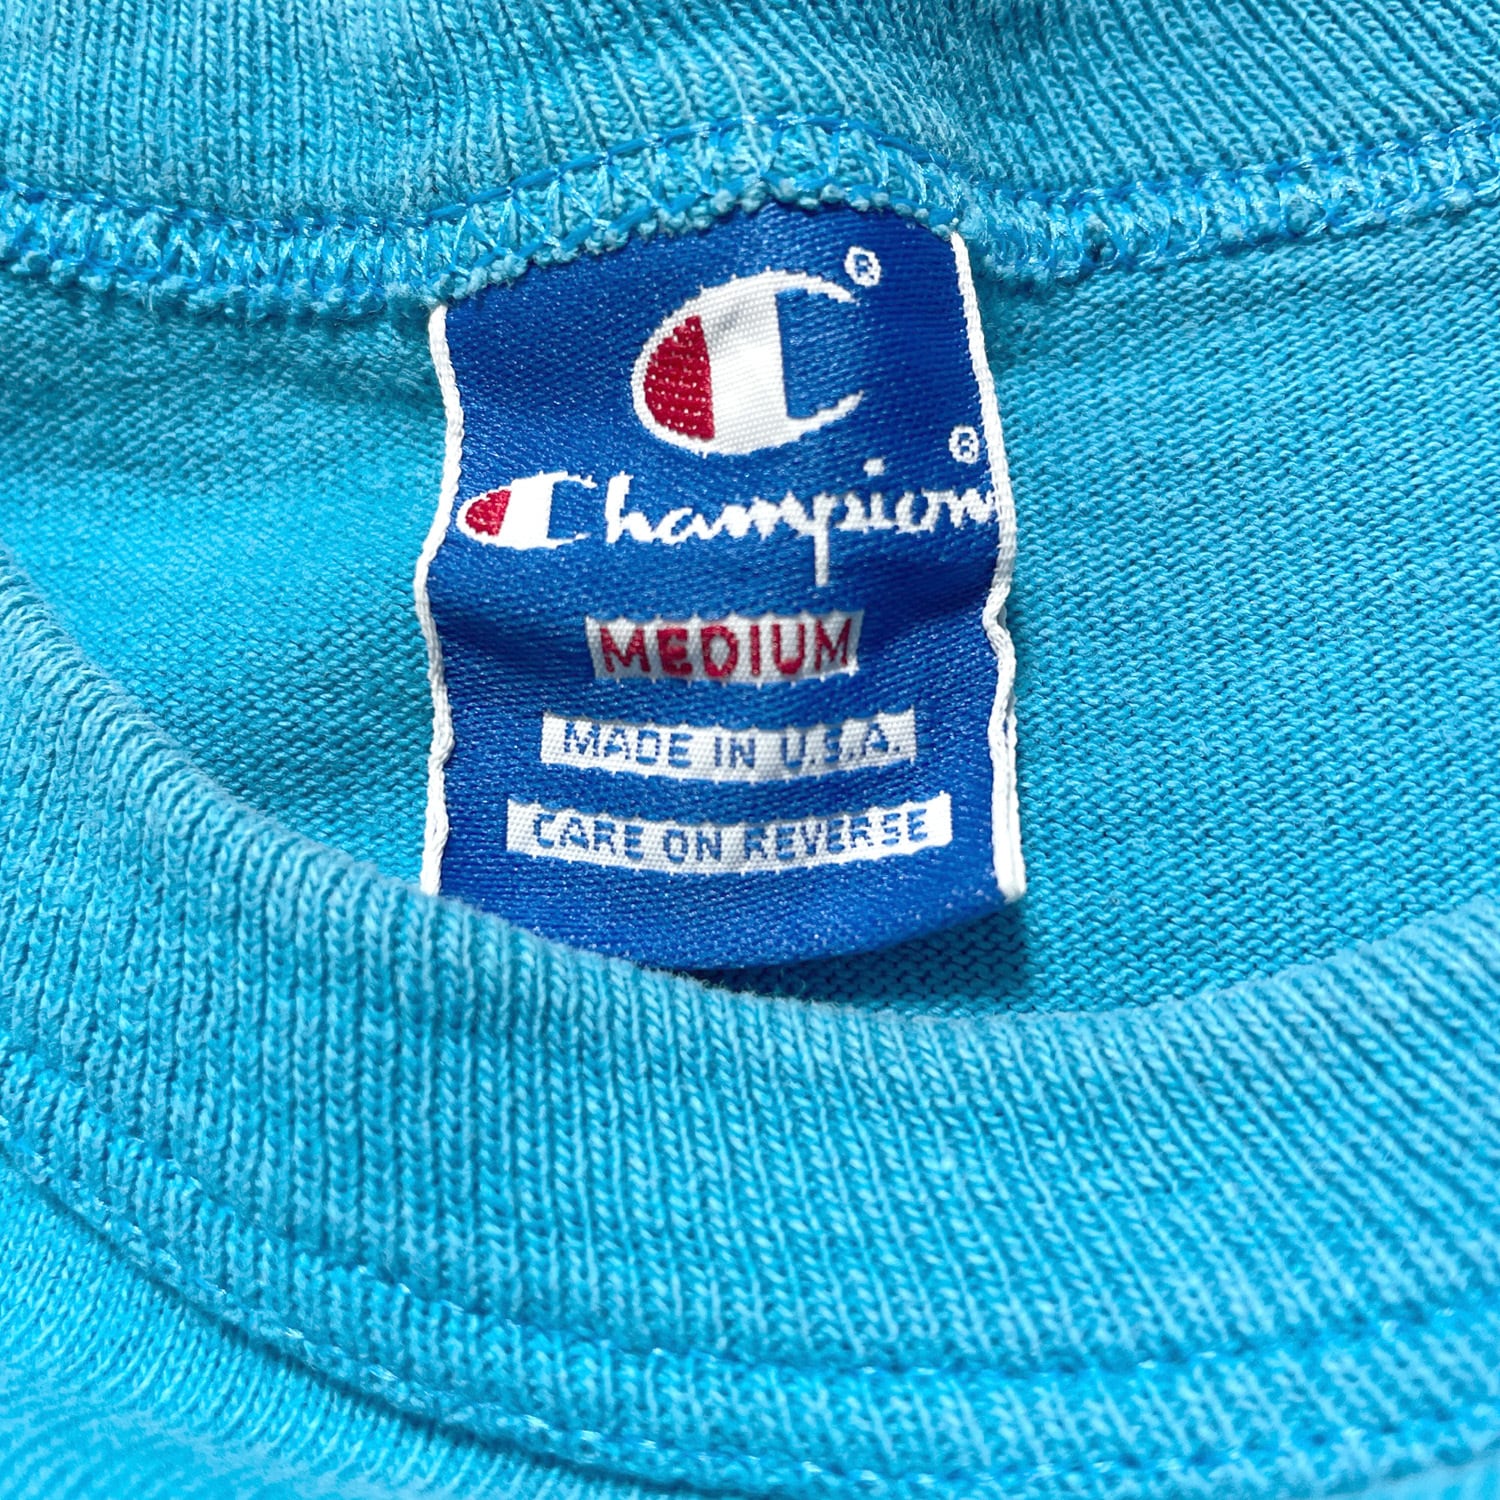 ®
Champion®
MEDIUM
MADE IN U.S.A.
CARE ON REVERSE